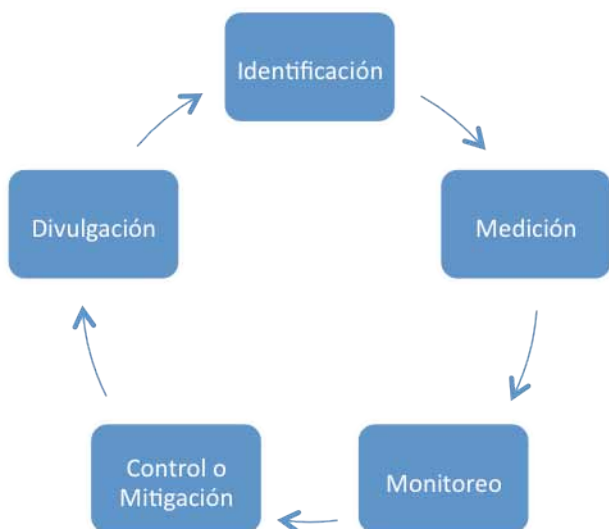 Identificación
Medición
Monitoreo
Control o
Mitigación
Divulgación